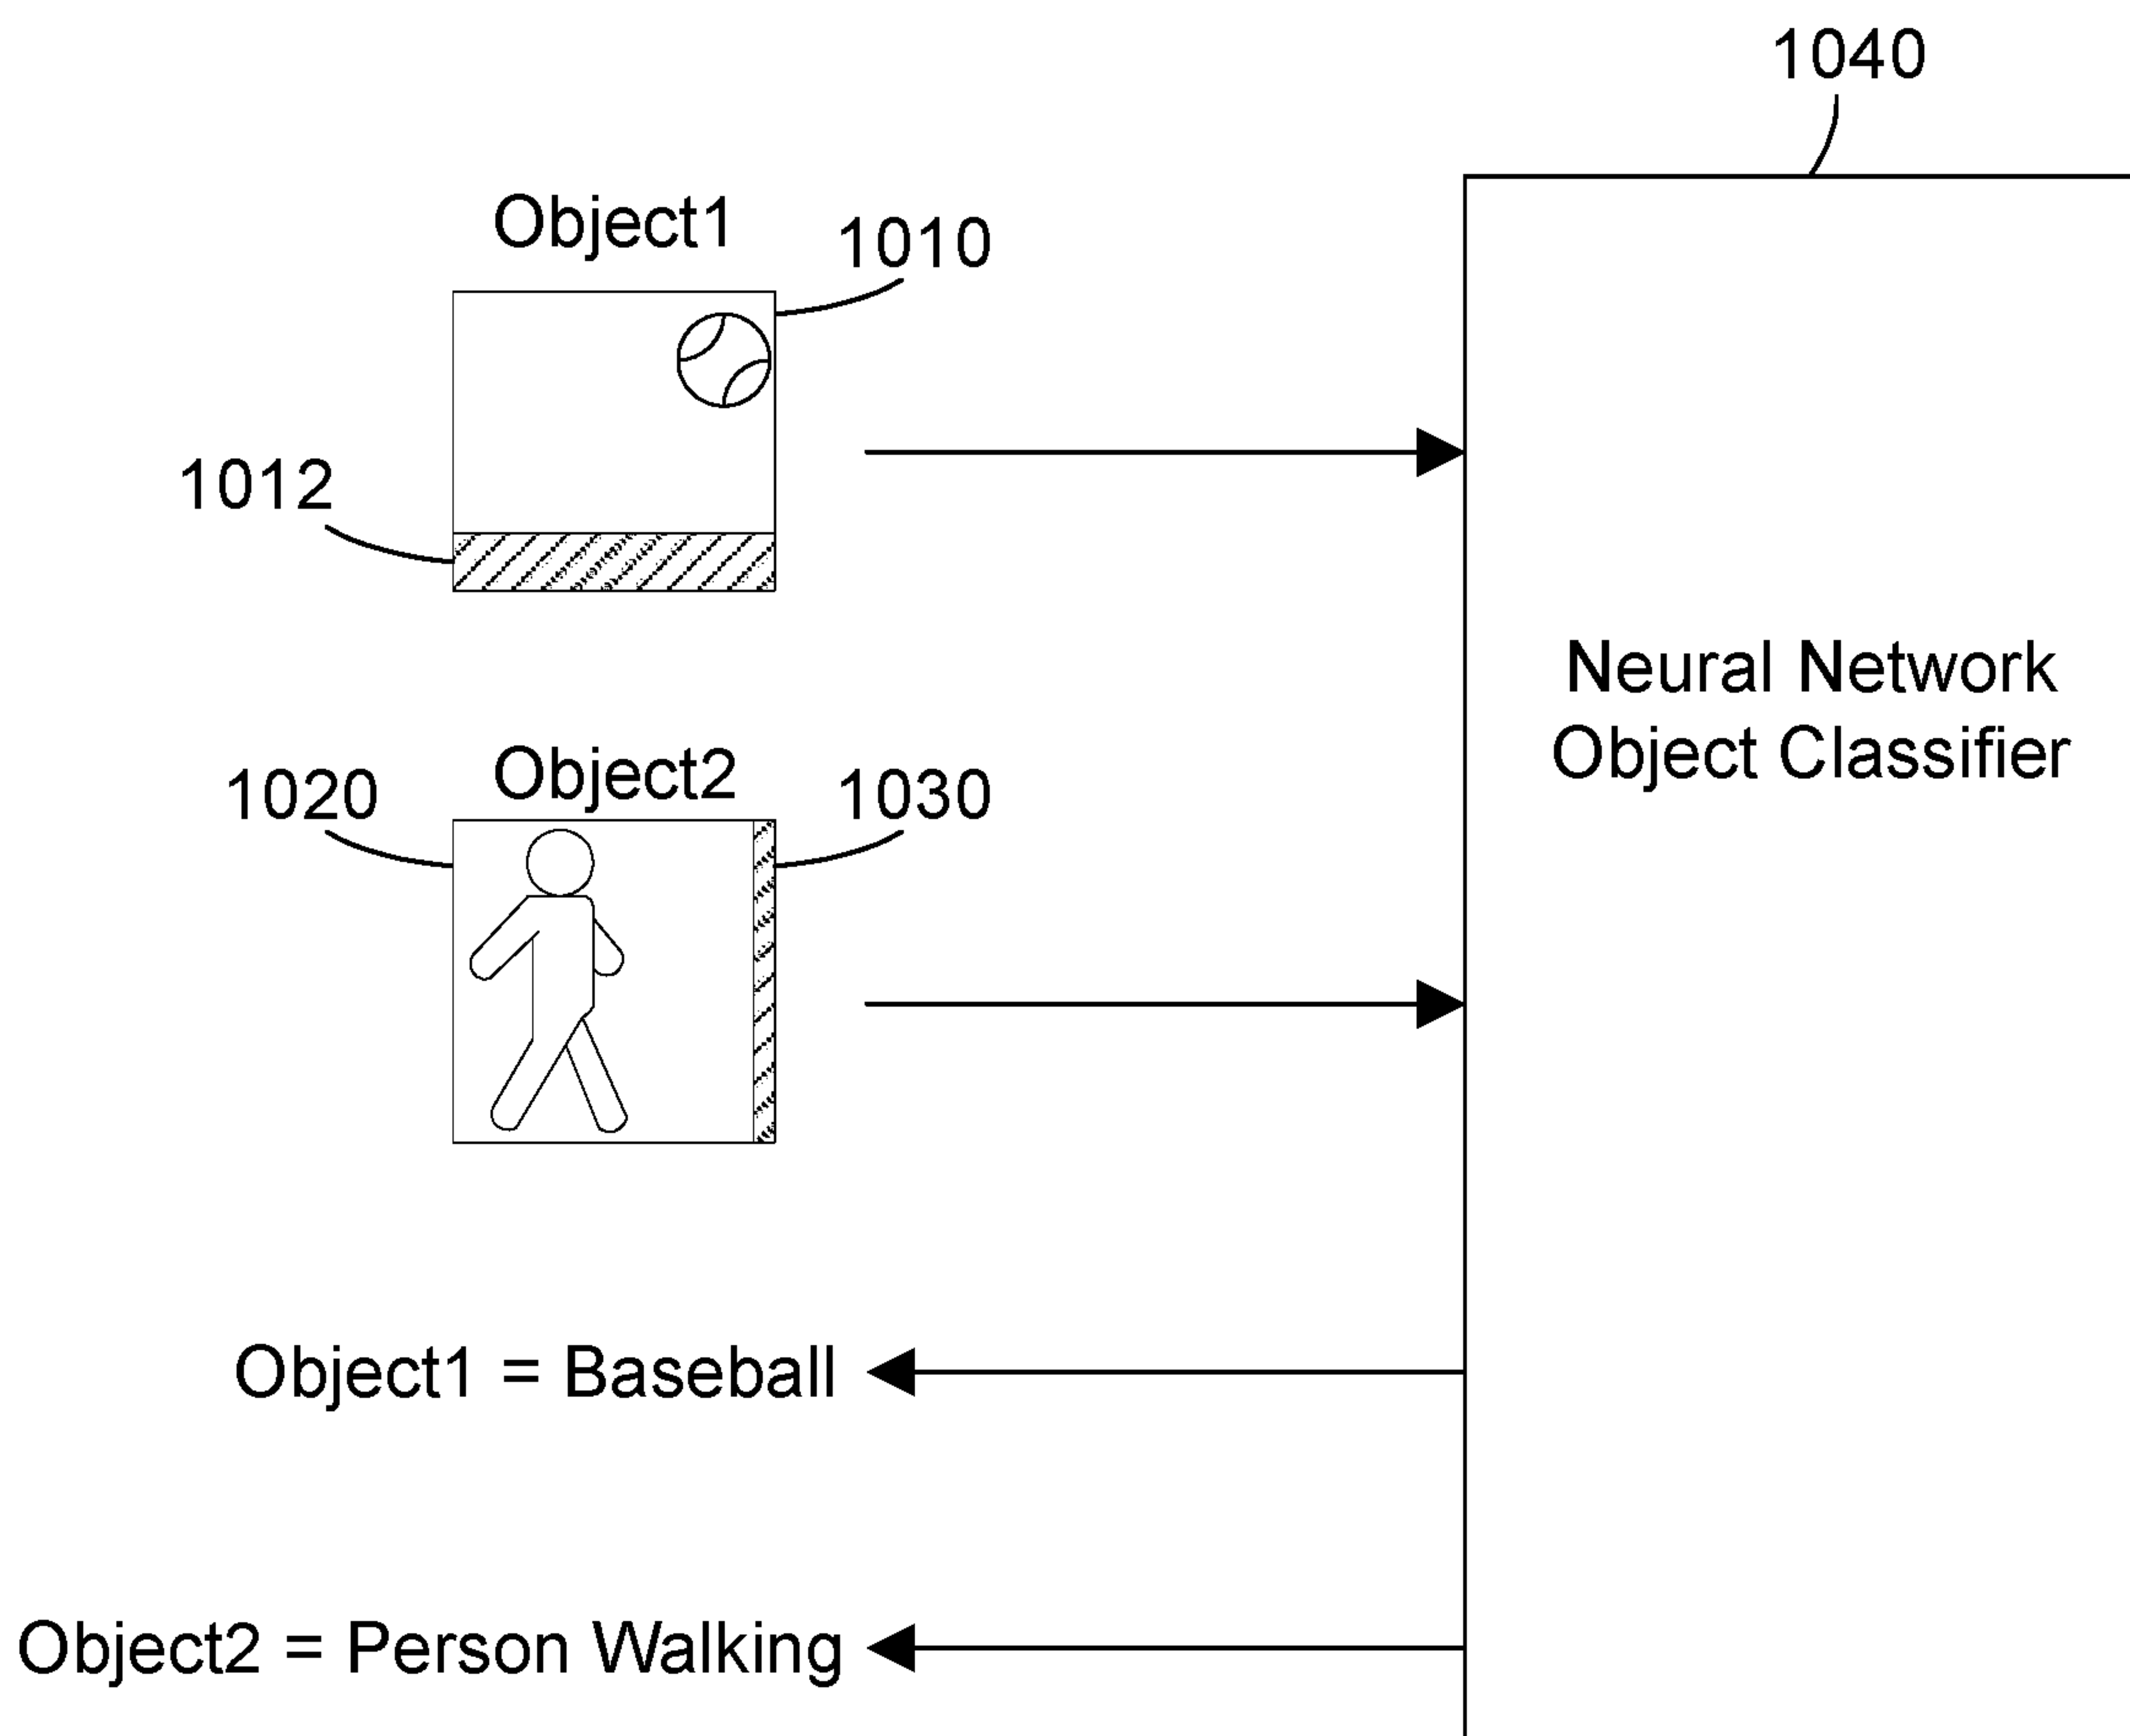 1040
Object1
1010
1012
Neural Network
Object Classifier
Object2
1020
1030
Object1 = Baseball
Object2 = Person Walking